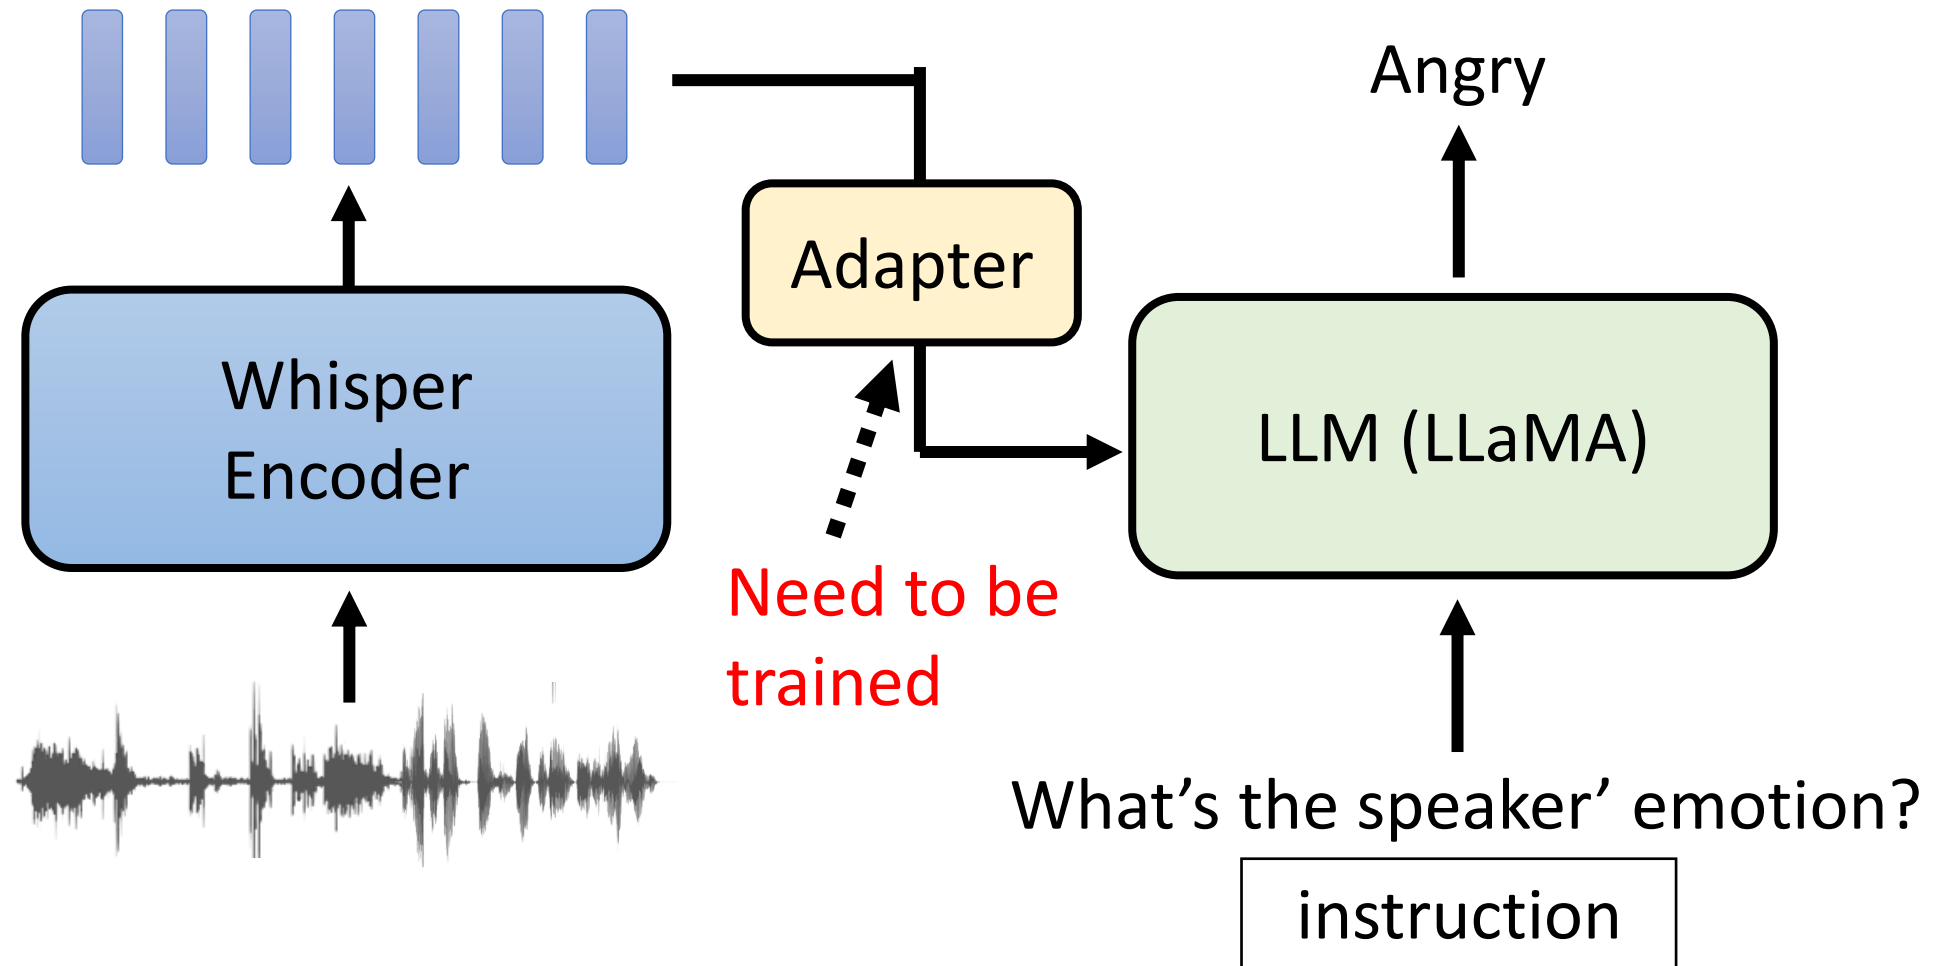 Angry
Adapter
Whisper
Encoder
LLM (LLaMA)
Need to be
trained
What’s the speaker’ emotion?
instruction